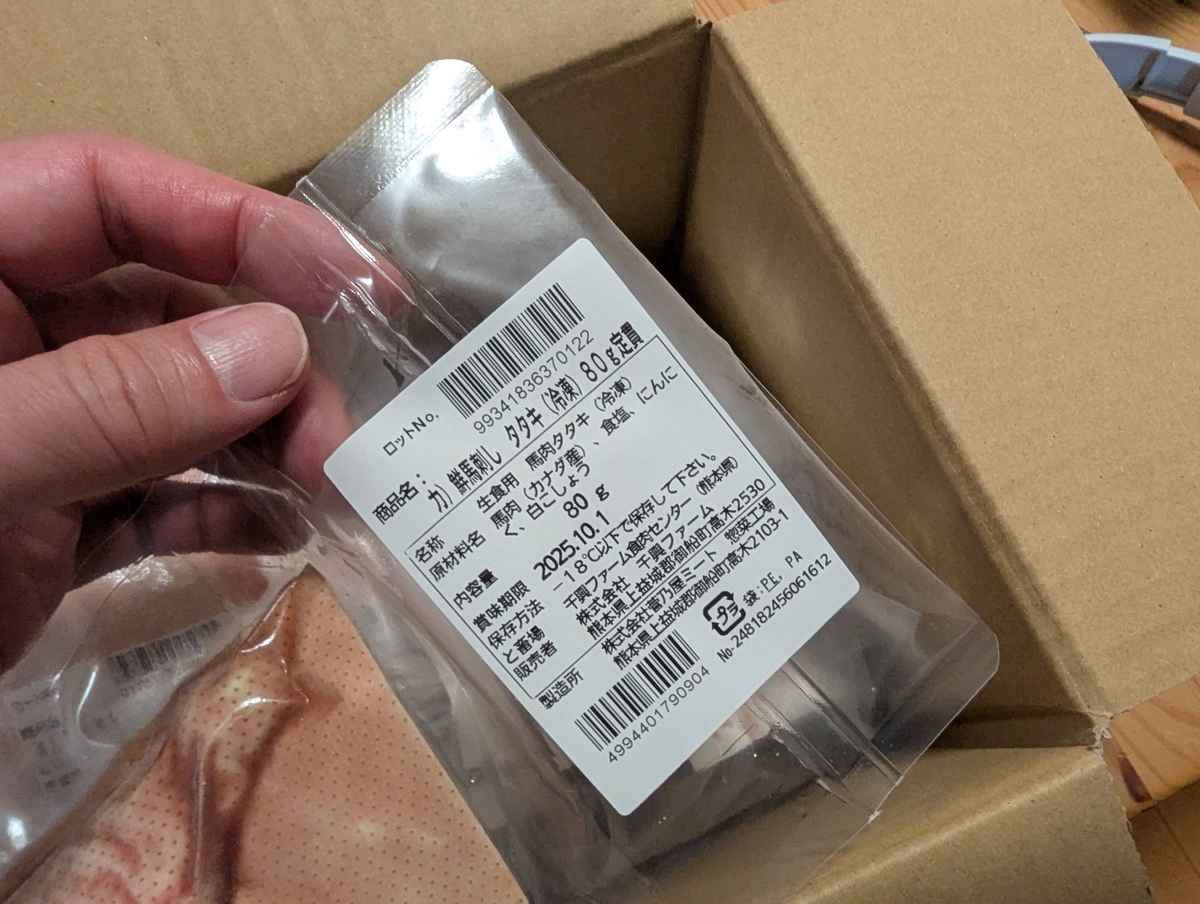 ロットNo.
99341836370122
商品名：
カ）鮮馬刺し タタキ（冷凍）80g定貫
名称 生食用 馬肉タタキ（冷凍）
原材料名 馬肉（カナダ産）、食塩、にんに
く、白こしょう
内容量 80 g
賞味期限 2025.10.1
保存方法 －18℃以下で保存して下さい。
と畜場 千興ファーム食肉センター（熊本県）
販売者 株式会社 千興ファーム
熊本県上益城郡御船町高木2530
製造所 株式会社菅乃屋ミート 惣菜工場
熊本県上益城郡御船町高木2103-1
プラ 袋:PE, PA
4994401790904
№-248182456061612